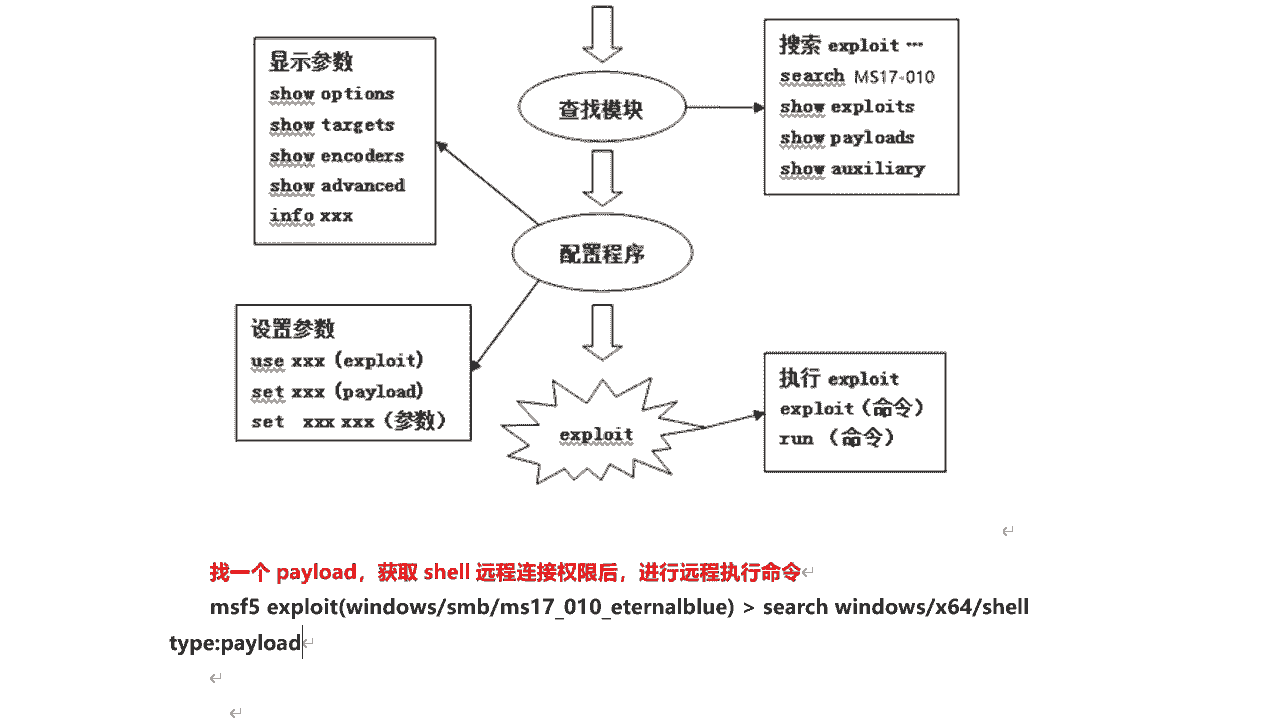 显示参数
show options
show targets
show encoders
show advanced
info xxx
查找模块
搜索 exploit …
search MS17-010
show exploits
show payloads
show auxiliary
配置程序
设置参数
use xxx (exploit)
set xxx (payload)
set xxx xxx (参数)
exploit
执行 exploit
exploit (命令)
run (命令)
找一个 payload，获取 shell 远程连接权限后，进行远程执行命令
msf5 exploit(windows/smb/ms17_010_eternalblue) > search windows/x64/shell
type:payload